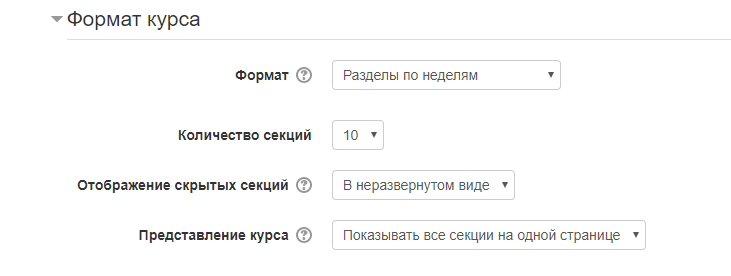 Формат курса
Формат Разделы по неделям
Количество секций 10
Отображение скрытых секций В неразвернутом виде
Представление курса Показывать все секции на одной странице